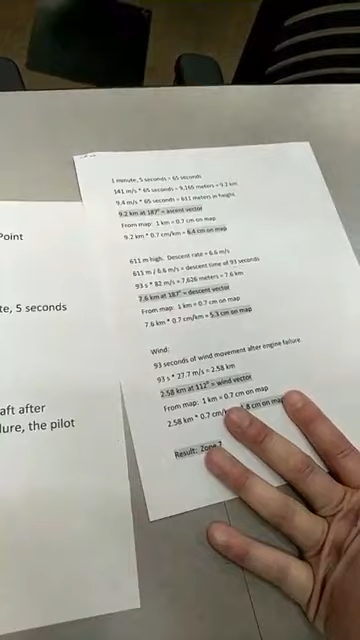 Point
te, 5 seconds
aft after
lure, the pilot
1 minute, 5 seconds = 65 seconds
141 m/s * 65 seconds = 9,165 meters = 9.2 km
9.4 m/s * 65 seconds = 611 meters in height
9.2 km at 187° = ascent vector
From map: 1 km = 0.7 cm on map
9.2 km * 0.7 cm/km = 6.4 cm on map
611 m high. Descent rate = 6.6 m/s
611 m / 6.6 m/s = descent time of 93 seconds
93 s * 82 m/s = 7,626 meters = 7.6 km
7.6 km at 187° = descent vector
From map: 1 km = 0.7 cm on map
7.6 km * 0.7 cm/km = 5.3 cm on map
Wind:
93 seconds of wind movement after engine failure
93 s * 27.7 m/s = 2.58 km
2.58 km at 112° = wind vector
From map: 1 km = 0.7 cm on map
2.58 km * 0.7 cm/k .8 cm on map
Result: Zone